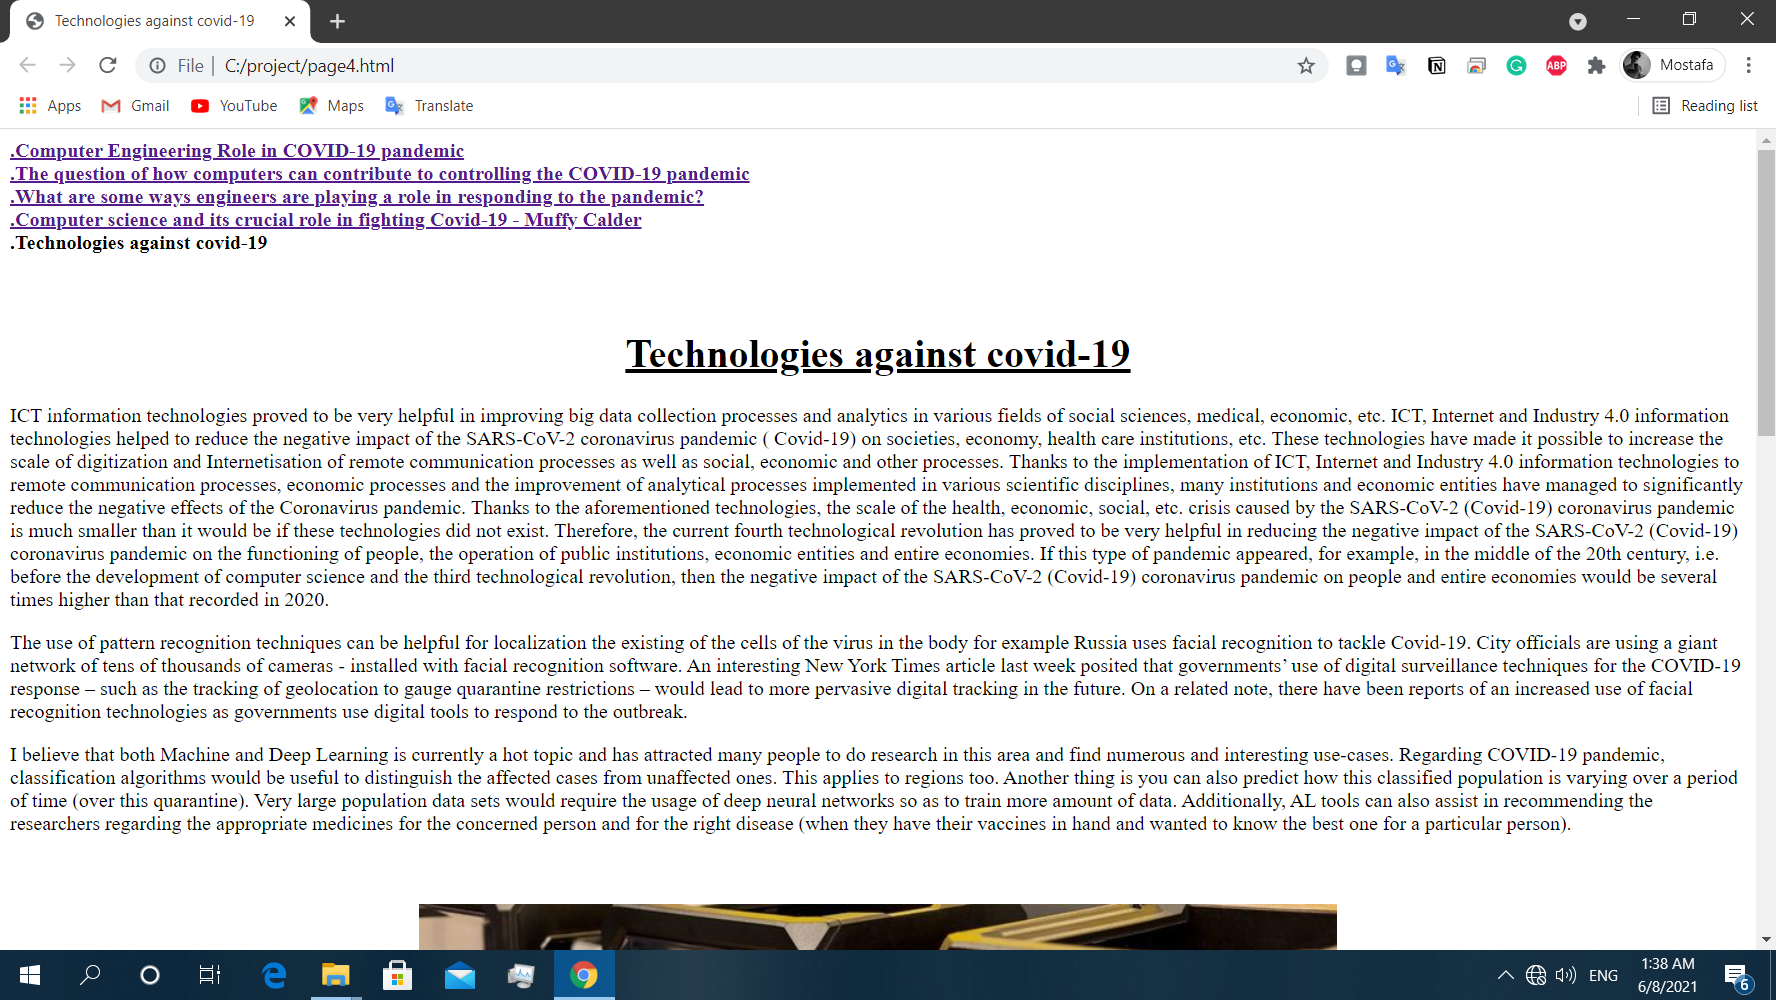 Technologies against covid-19
File | C:/project/page4.html
Mostafa
Apps Gmail YouTube Maps Translate Reading list
.Computer Engineering Role in COVID-19 pandemic
.The question of how computers can contribute to controlling the COVID-19 pandemic
.What are some ways engineers are playing a role in responding to the pandemic?
.Computer science and its crucial role in fighting Covid-19 - Muffy Calder
.Technologies against covid-19
Technologies against covid-19
ICT information technologies proved to be very helpful in improving big data collection processes and analytics in various fields of social sciences, medical, economic, etc. ICT, Internet and Industry 4.0 information
technologies helped to reduce the negative impact of the SARS-CoV-2 coronavirus pandemic ( Covid-19) on societies, economy, health care institutions, etc. These technologies have made it possible to increase the
scale of digitization and Internetisation of remote communication processes as well as social, economic and other processes. Thanks to the implementation of ICT, Internet and Industry 4.0 information technologies to
remote communication processes, economic processes and the improvement of analytical processes implemented in various scientific disciplines, many institutions and economic entities have managed to significantly
reduce the negative effects of the Coronavirus pandemic. Thanks to the aforementioned technologies, the scale of the health, economic, social, etc. crisis caused by the SARS-CoV-2 (Covid-19) coronavirus pandemic
is much smaller than it would be if these technologies did not exist. Therefore, the current fourth technological revolution has proved to be very helpful in reducing the negative impact of the SARS-CoV-2 (Covid-19)
coronavirus pandemic on the functioning of people, the operation of public institutions, economic entities and entire economies. If this type of pandemic appeared, for example, in the middle of the 20th century, i.e.
before the development of computer science and the third technological revolution, then the negative impact of the SARS-CoV-2 (Covid-19) coronavirus pandemic on people and entire economies would be several
times higher than that recorded in 2020.
The use of pattern recognition techniques can be helpful for localization the existing of the cells of the virus in the body for example Russia uses facial recognition to tackle Covid-19. City officials are using a giant
network of tens of thousands of cameras - installed with facial recognition software. An interesting New York Times article last week posited that governments’ use of digital surveillance techniques for the COVID-19
response – such as the tracking of geolocation to gauge quarantine restrictions – would lead to more pervasive digital tracking in the future. On a related note, there have been reports of an increased use of facial
recognition technologies as governments use digital tools to respond to the outbreak.
I believe that both Machine and Deep Learning is currently a hot topic and has attracted many people to do research in this area and find numerous and interesting use-cases. Regarding COVID-19 pandemic,
classification algorithms would be useful to distinguish the affected cases from unaffected ones. This applies to regions too. Another thing is you can also predict how this classified population is varying over a period
of time (over this quarantine). Very large population data sets would require the usage of deep neural networks so as to train more amount of data. Additionally, AL tools can also assist in recommending the
researchers regarding the appropriate medicines for the concerned person and for the right disease (when they have their vaccines in hand and wanted to know the best one for a particular person).
ENG
1:38 AM
6/8/2021
6